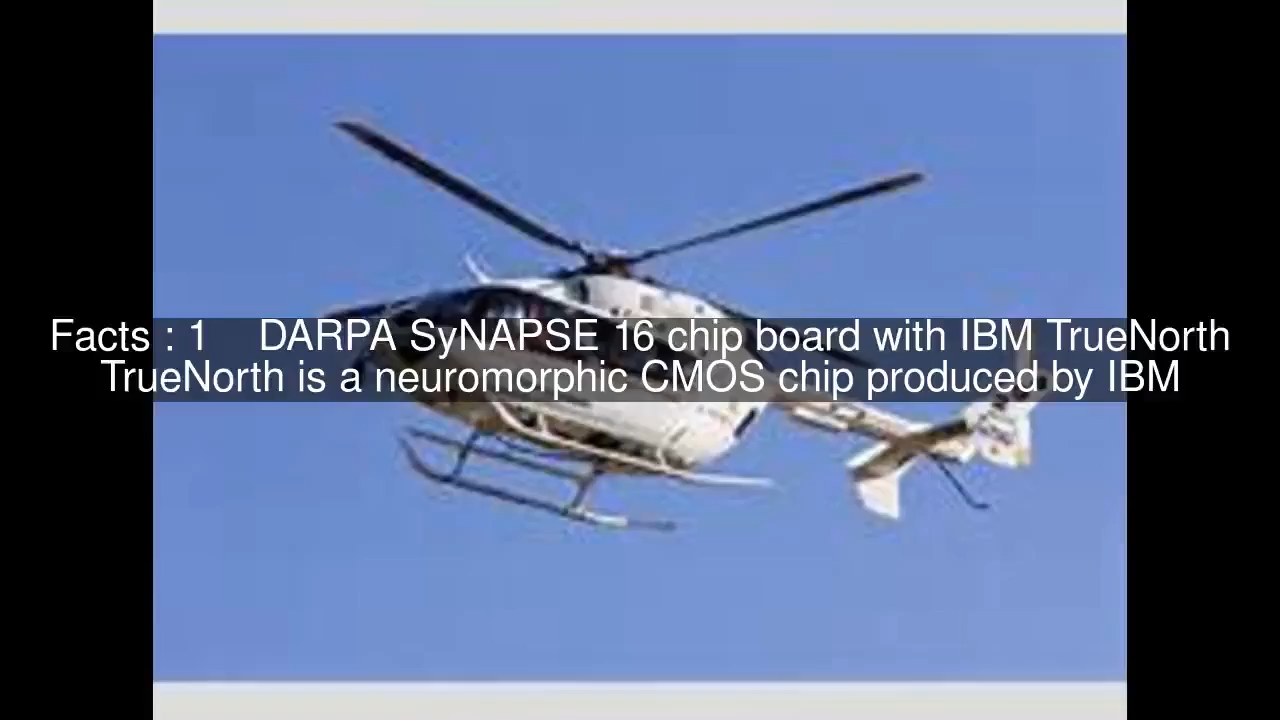 Facts : 1 DARPA SyNAPSE 16 chip board with IBM TrueNorth
TrueNorth is a neuromorphic CMOS chip produced by IBM